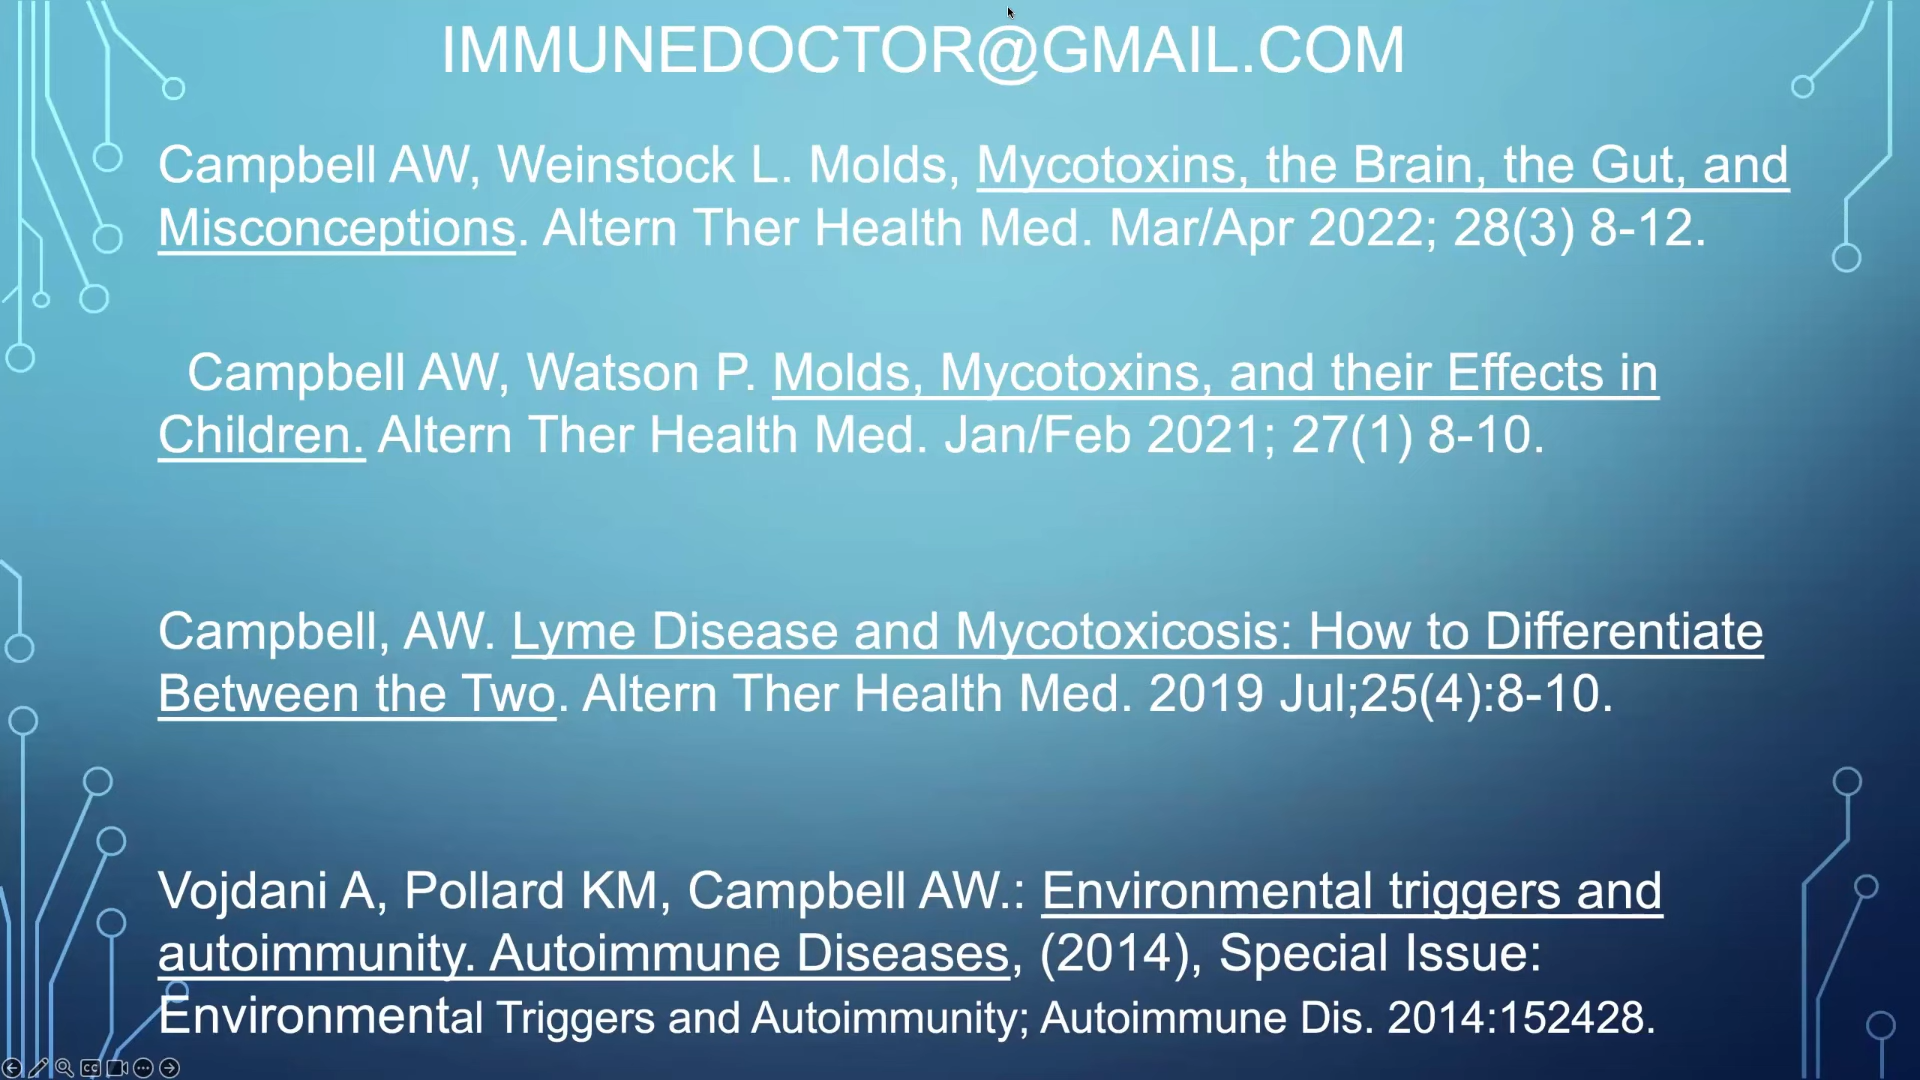 IMMUNEDOCTOR@GMAIL.COM
Campbell AW, Weinstock L. Molds, Mycotoxins, the Brain, the Gut, and
Misconceptions. Altern Ther Health Med. Mar/Apr 2022; 28(3) 8-12.
Campbell AW, Watson P. Molds, Mycotoxins, and their Effects in
Children. Altern Ther Health Med. Jan/Feb 2021; 27(1) 8-10.
Campbell, AW. Lyme Disease and Mycotoxicosis: How to Differentiate
Between the Two. Altern Ther Health Med. 2019 Jul;25(4):8-10.
Vojdani A, Pollard KM, Campbell AW.: Environmental triggers and
autoimmunity. Autoimmune Diseases, (2014), Special Issue:
Environmental Triggers and Autoimmunity; Autoimmune Dis. 2014:152428.
CC